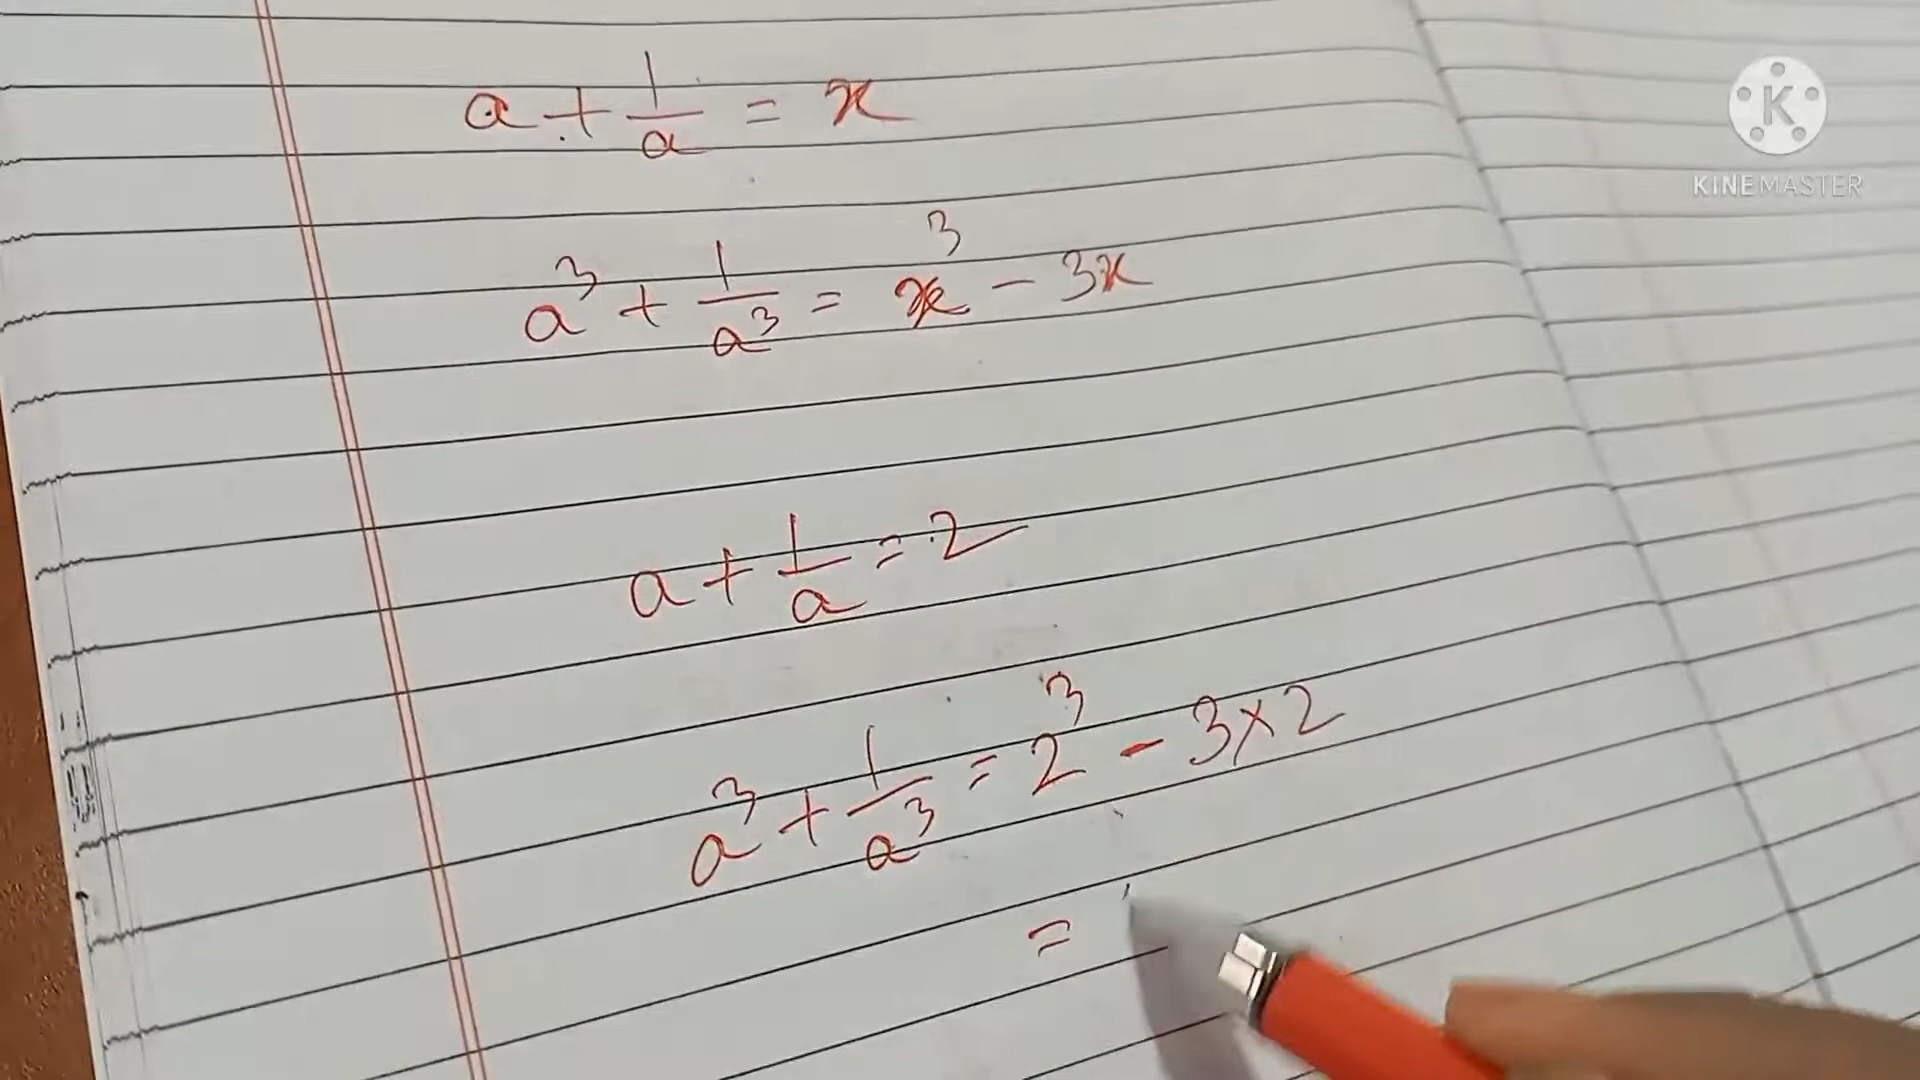 a + 1/a = x
K
KINEMASTER
a³ + 1/a³ = x³ - 3x
a + 1/a = 2
a³ + 1/a³ = 2³ - 3×2
=